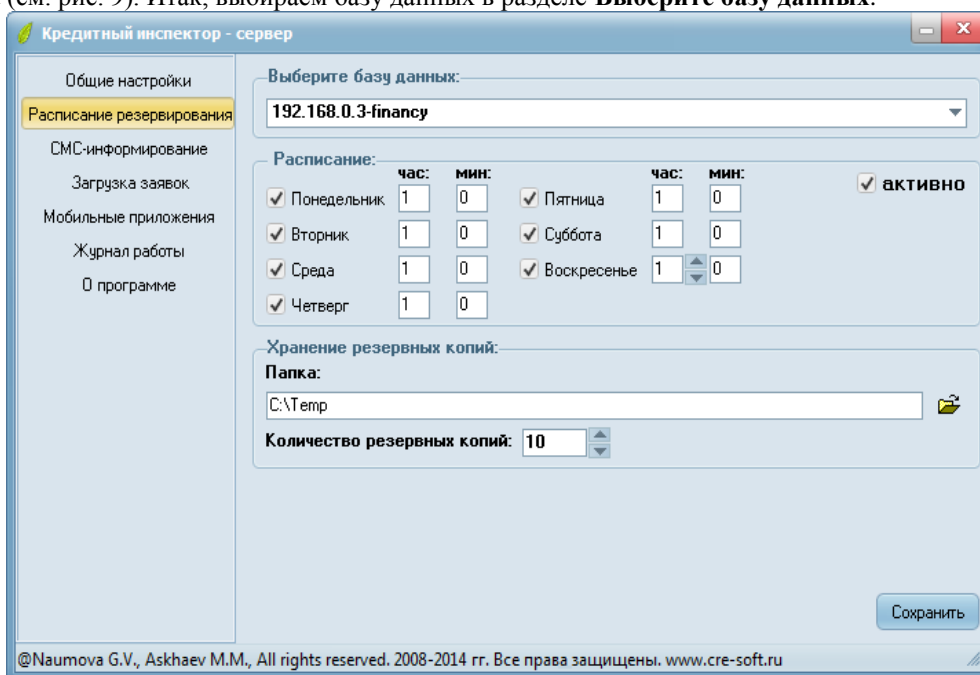 (см. рис. 9). Итак, выбираем базу данных в разделе Выберите базу данных.
Кредитный инспектор - сервер
Общие настройки
Расписание резервирования
СМС-информирование
Загрузка заявок
Мобильные приложения
Журнал работы
О программе
Выберите базу данных:
192.168.0.3-financy
Расписание:
час: мин: час: мин:
активно
Понедельник 1 0 Пятница 1 0
Вторник 1 0 Суббота 1 0
Среда 1 0 Воскресенье 1 0
Четверг 1 0
Хранение резервных копий:
Папка:
C:\Temp
Количество резервных копий: 10
Сохранить
@Naumova G.V., Askhaev M.M., All rights reserved. 2008-2014 гг. Все права защищены. www.cre-soft.ru